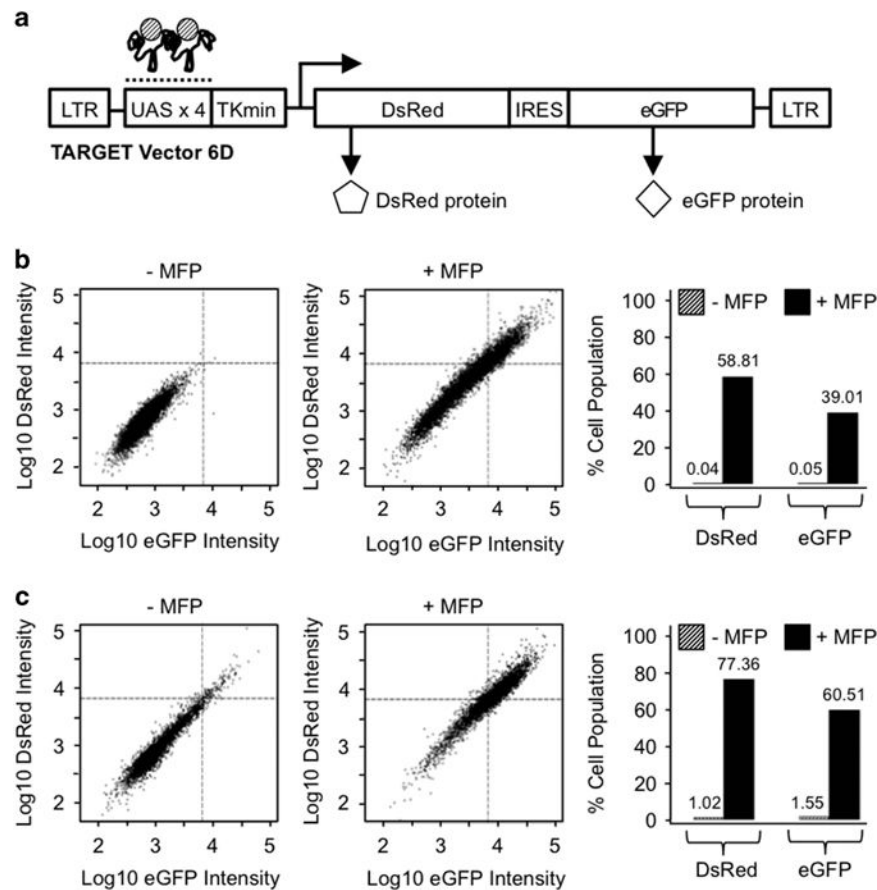 a
LTR UAS x 4 TKmin DsRed IRES eGFP LTR
TARGET Vector 6D
DsRed protein
eGFP protein
b
- MFP
Log10 DsRed Intensity
5
4
3
2
2 3 4 5
Log10 eGFP Intensity
+ MFP
Log10 DsRed Intensity
5
4
3
2
2 3 4 5
Log10 eGFP Intensity
- MFP + MFP
% Cell Population
100
80
60
40
20
0
58.81
39.01
0.04
0.05
DsRed eGFP
c
- MFP
Log10 DsRed Intensity
5
4
3
2
2 3 4 5
Log10 eGFP Intensity
+ MFP
Log10 DsRed Intensity
5
4
3
2
2 3 4 5
Log10 eGFP Intensity
- MFP + MFP
% Cell Population
100
80
60
40
20
0
77.36
60.51
1.02
1.55
DsRed eGFP